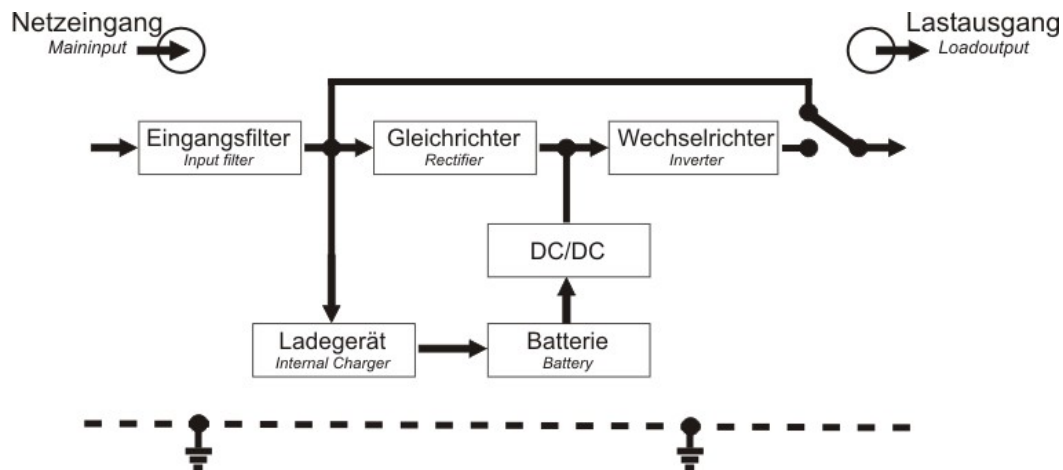 Netzeingang
Maininput
Lastausgang
Loadoutput
Eingangsfilter
Input filter
Gleichrichter
Rectifier
Wechselrichter
Inverter
DC/DC
Ladegerät
Internal Charger
Batterie
Battery